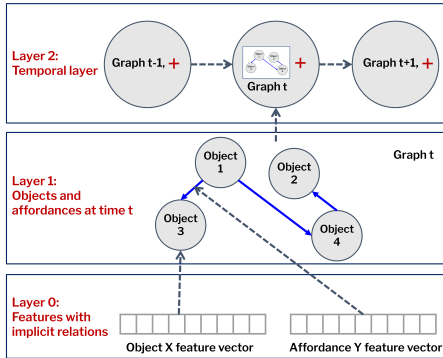 Layer 2:
Temporal layer
Graph t-1, +
Graph t
+
Graph t+1, +
Layer 1:
Objects and
affordances at time t
Graph t
Object
1
Object
2
Object
3
Object
4
Layer 0:
Features with
implicit relations
Object X feature vector
Affordance Y feature vector